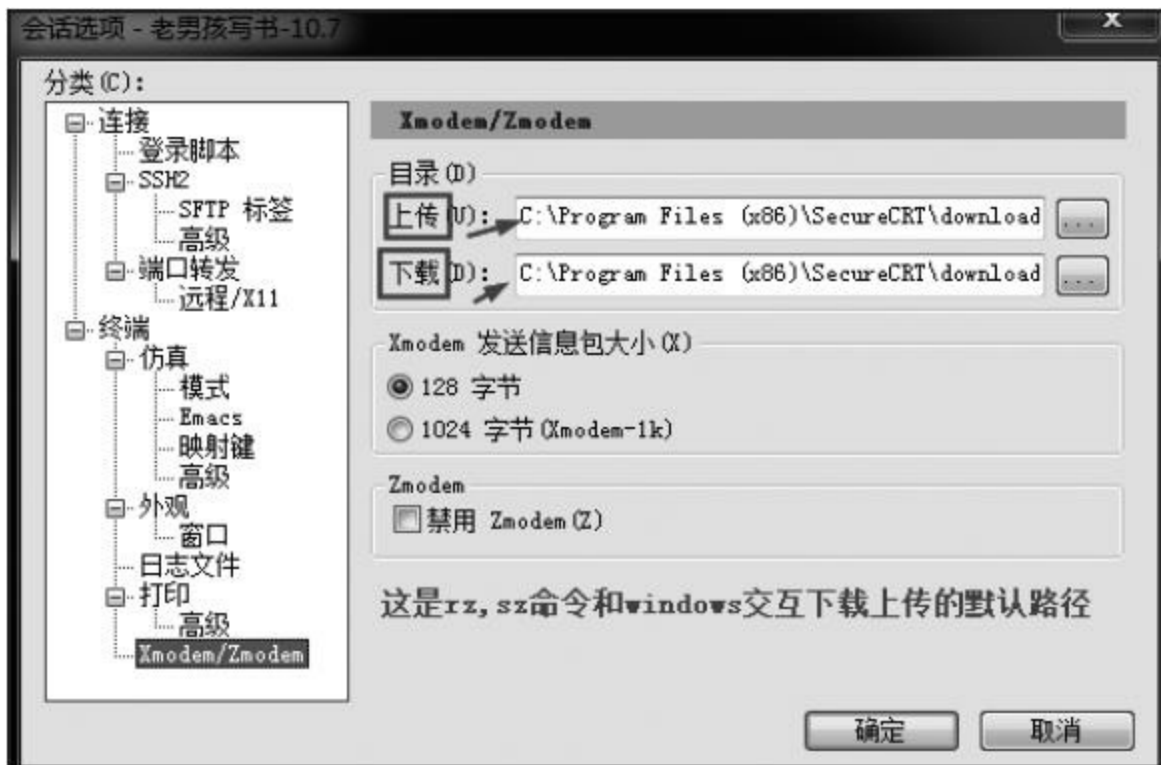 会话选项 - 老男孩写书-10.7
x
分类(C):
连接
登录脚本
SSH2
SFTP 标签
高级
端口转发
远程/X11
终端
仿真
模式
Emacs
映射键
高级
外观
窗口
日志文件
打印
高级
Xmodem/Zmodem
Xmodem/Zmodem
目录(D)
上传(U): C:\Program Files (x86)\SecureCRT\download ...
下载(D): C:\Program Files (x86)\SecureCRT\download ...
Xmodem 发送信息包大小(X)
128 字节
1024 字节(Xmodem-1k)
Zmodem
禁用 Zmodem(Z)
这是rz,sz命令和windows交互下载上传的默认路径
确定 取消